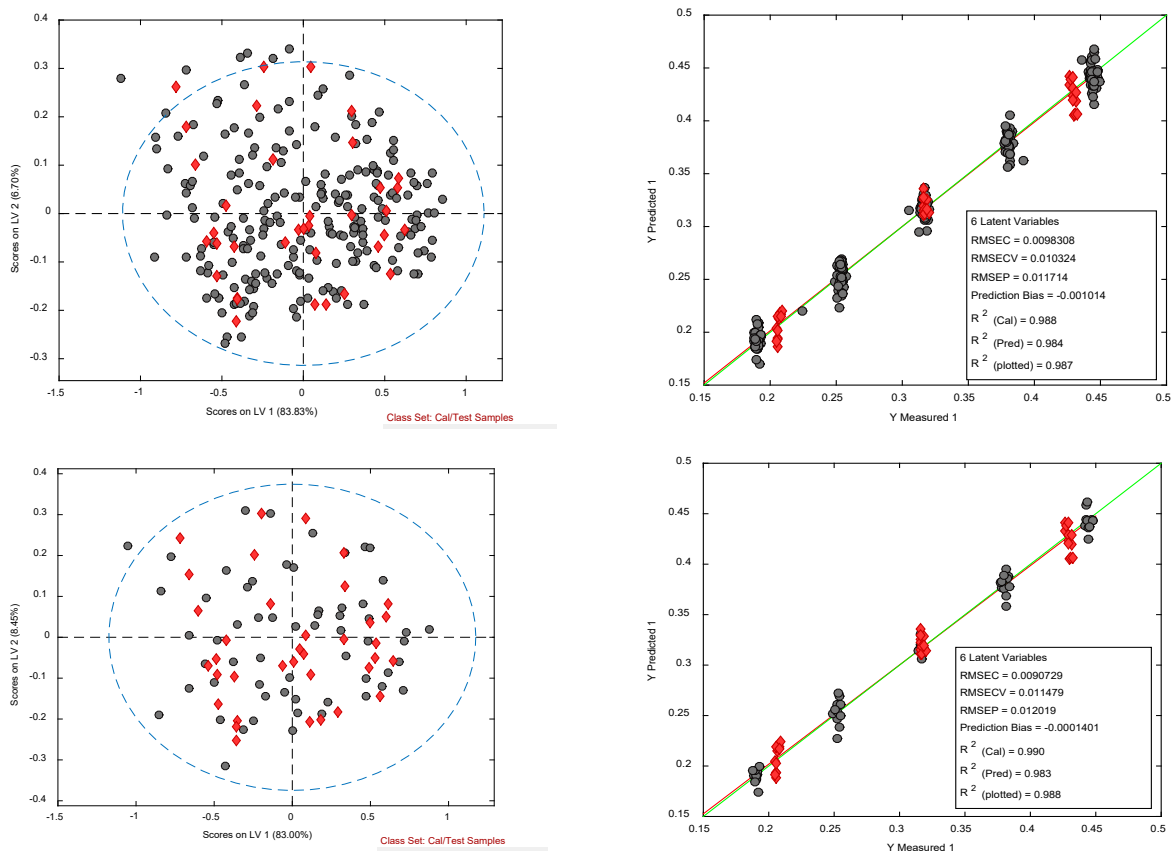 0.4
0.3
0.2
0.1
0
-0.1
-0.2
-0.3
Scores on LV 2 (6.70%)
-1.5
-1
-0.5
0
0.5
1
Scores on LV 1 (83.83%)
Class Set: Cal/Test Samples
0.5
0.45
0.4
0.35
0.3
0.25
0.2
0.15
Y Predicted 1
6 Latent Variables
RMSEC = 0.0098308
RMSECV = 0.010324
RMSEP = 0.011714
Prediction Bias = -0.001014
R 2 (Cal) = 0.988
R 2 (Pred) = 0.984
R 2 (plotted) = 0.987
0.15
0.2
0.25
0.3
0.35
0.4
0.45
0.5
Y Measured 1
0.4
0.3
0.2
0.1
0
-0.1
-0.2
-0.3
-0.4
Scores on LV 2 (8.45%)
-1.5
-1
-0.5
0
0.5
1
Scores on LV 1 (83.00%)
Class Set: Cal/Test Samples
0.5
0.45
0.4
0.35
0.3
0.25
0.2
0.15
Y Predicted 1
6 Latent Variables
RMSEC = 0.0090729
RMSECV = 0.011479
RMSEP = 0.012019
Prediction Bias = -0.0001401
R 2 (Cal) = 0.990
R 2 (Pred) = 0.983
R 2 (plotted) = 0.988
0.15
0.2
0.25
0.3
0.35
0.4
0.45
0.5
Y Measured 1